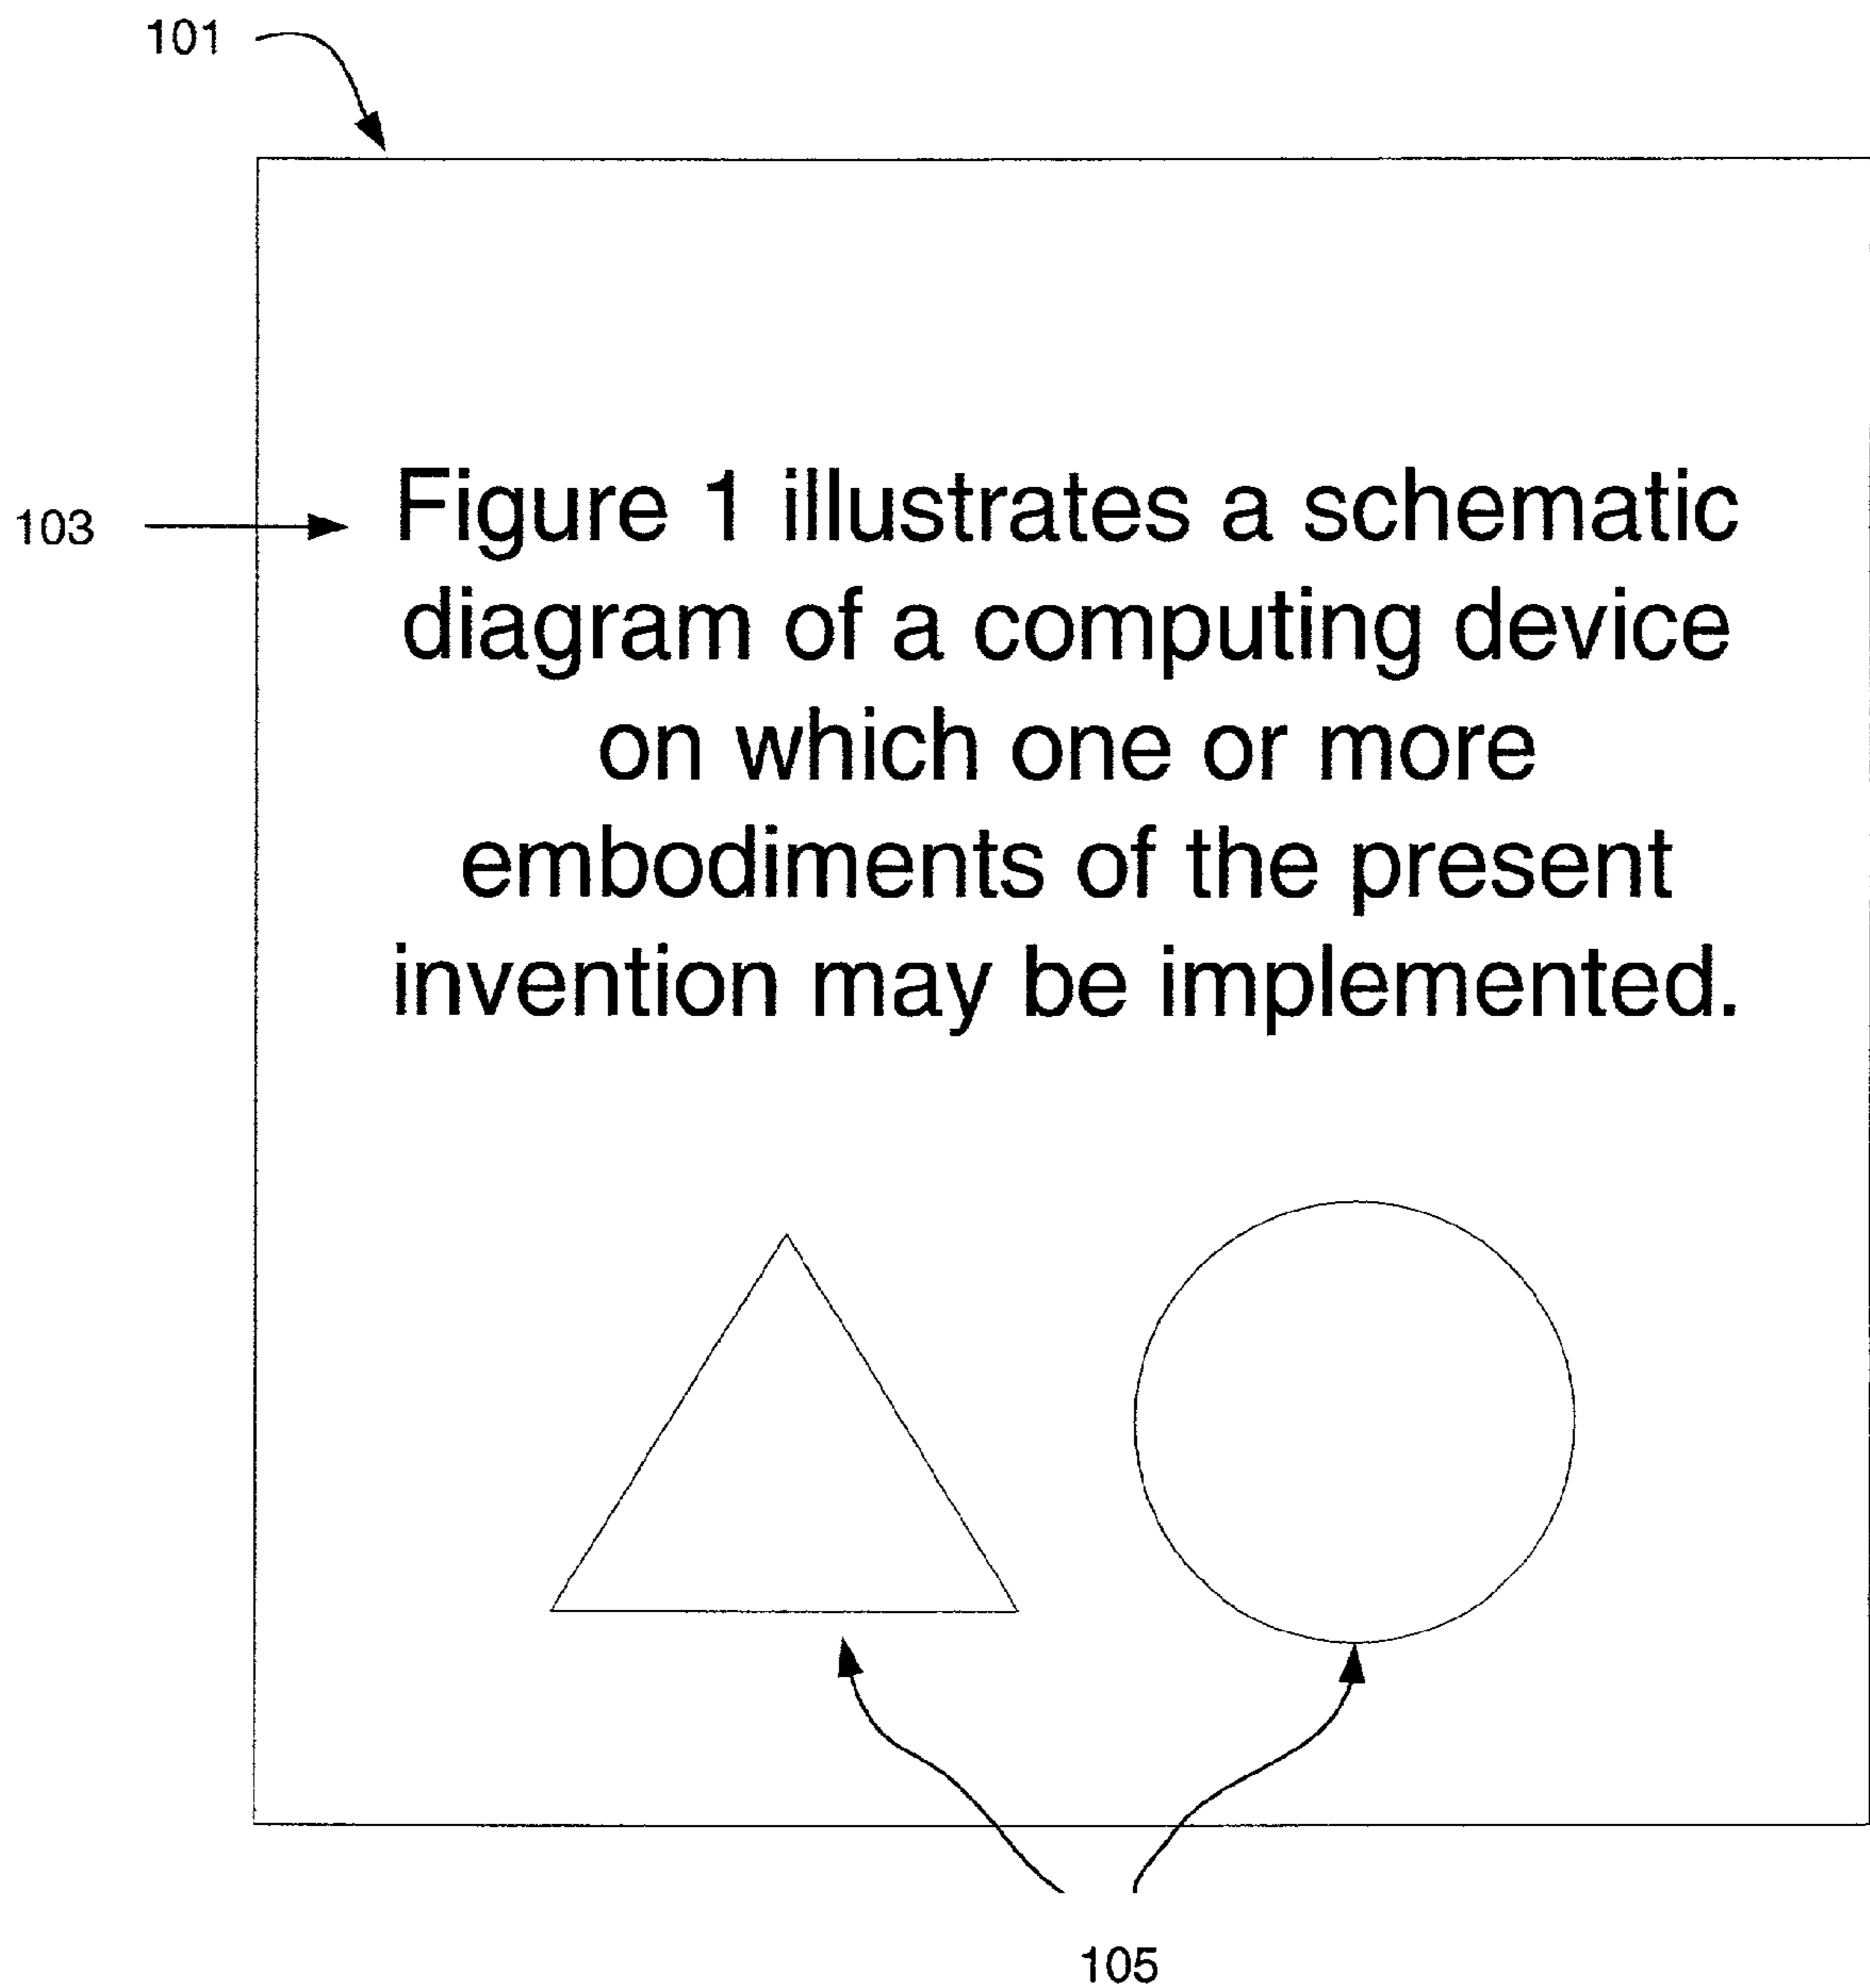 101
103
Figure 1 illustrates a schematic
diagram of a computing device
on which one or more
embodiments of the present
invention may be implemented.
105